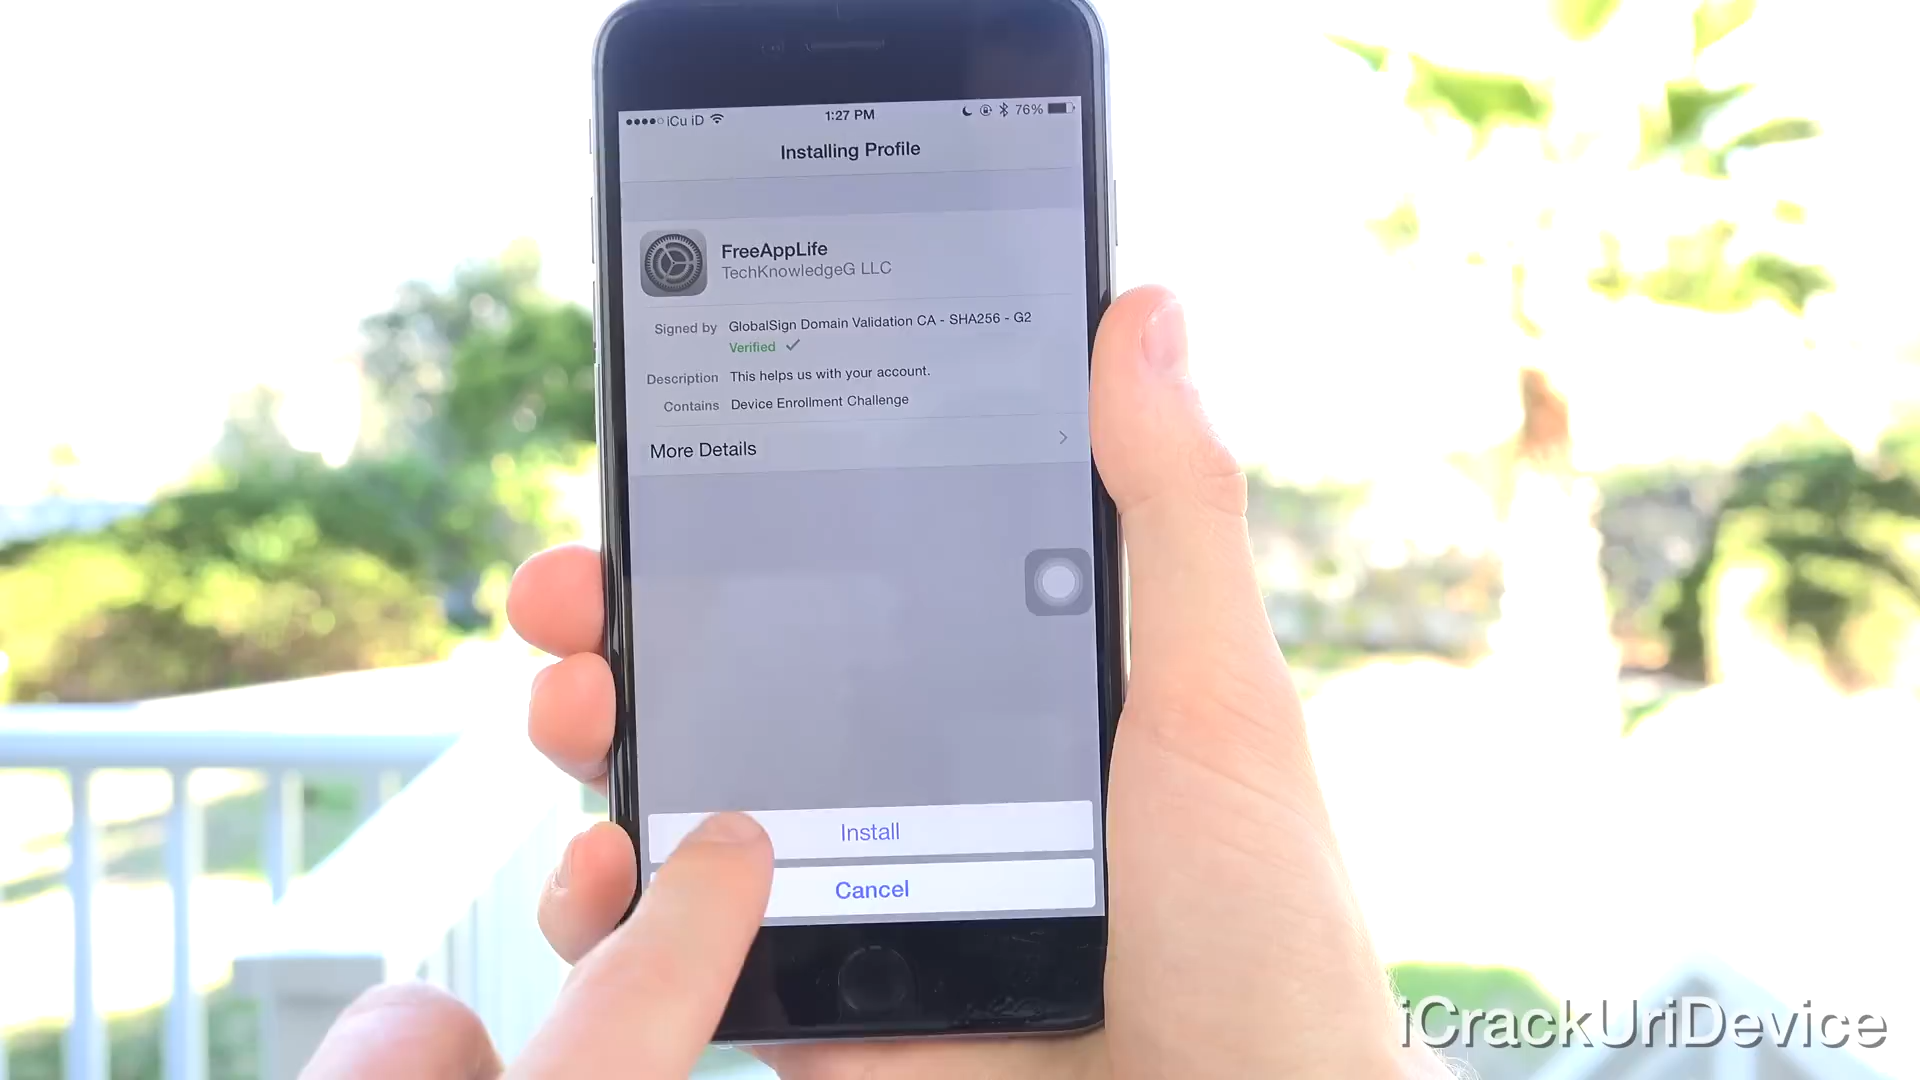 iCu iD
1:27 PM
76%
Installing Profile
FreeAppLife
TechKnowledgeG LLC
Signed by GlobalSign Domain Validation CA - SHA256 - G2
Verified
Description This helps us with your account.
Contains Device Enrollment Challenge
More Details
Install
Cancel
iCrackUriDevice